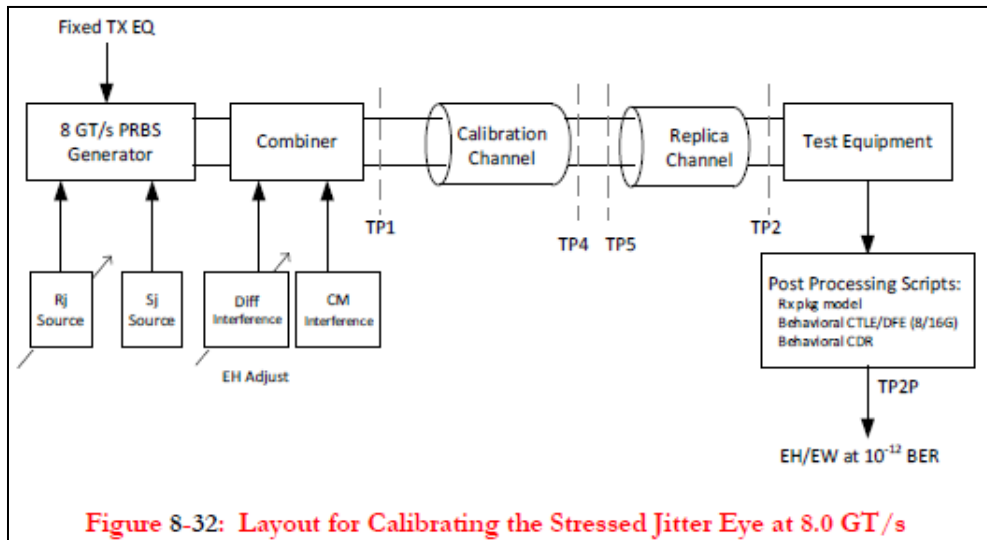 Fixed TX EQ
8 GT/s PRBS
Generator
Combiner
Calibration
Channel
Replica
Channel
Test Equipment
TP1
TP4
TP5
TP2
Rj
Source
Sj
Source
Diff
Interference
CM
Interference
EH Adjust
Post Processing Scripts:
Rx pkg model
Behavioral CTLE/DFE (8/16G)
Behavioral CDR
TP2P
EH/EW at 10⁻¹² BER
Figure 8-32: Layout for Calibrating the Stressed Jitter Eye at 8.0 GT/s